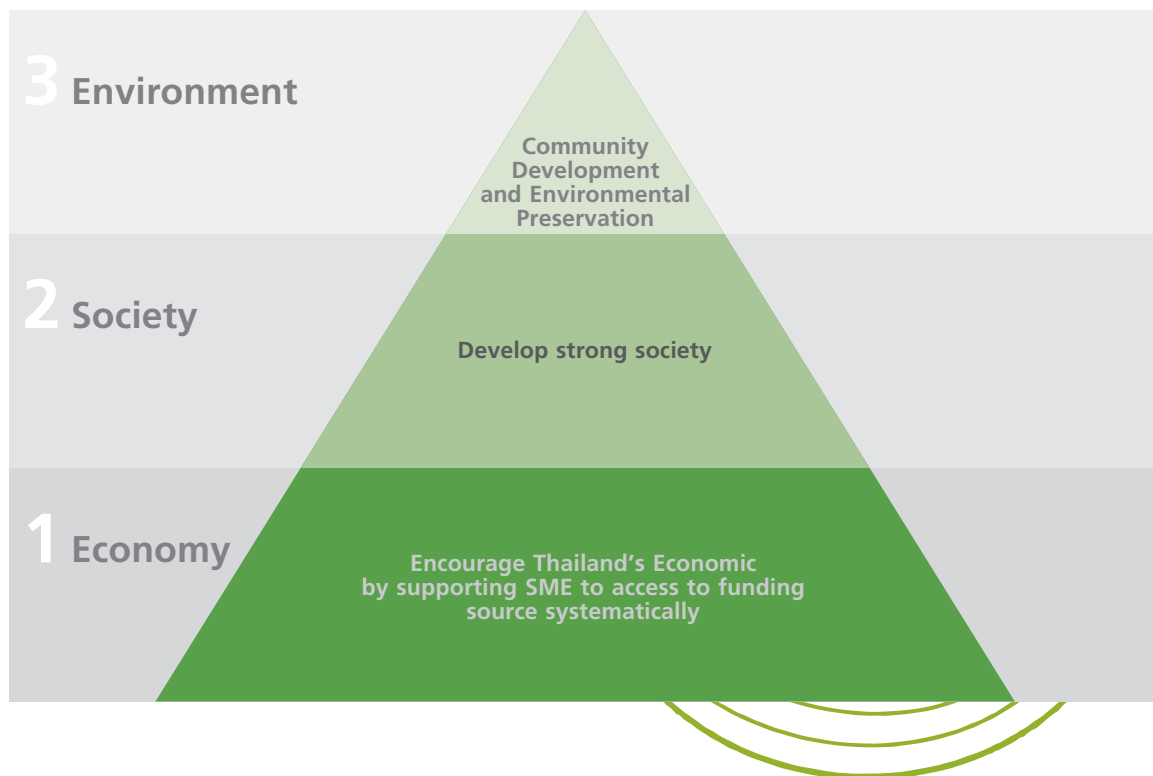 3 Environment
Community
Development
and Environmental
Preservation
2 Society
Develop strong society
1 Economy
Encourage Thailand's Economic
by supporting SME to access to funding
source systematically